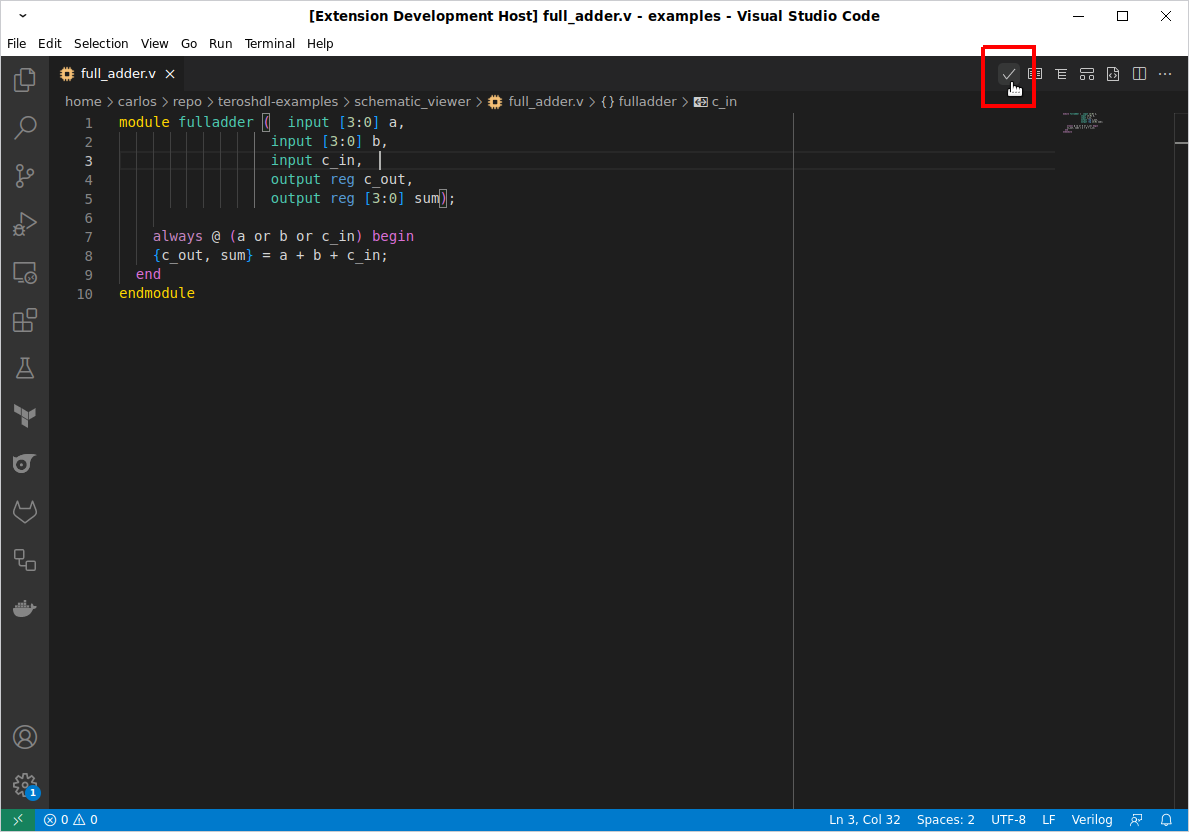 [Extension Development Host] full_adder.v - examples - Visual Studio Code
File Edit Selection View Go Run Terminal Help
full_adder.v
home > carlos > repo > teroshdl-examples > schematic_viewer > full_adder.v > {} fulladder > c_in
1 module fulladder (  input [3:0] a,
2 input [3:0] b,
3 input c_in,
4 output reg c_out,
5 output reg [3:0] sum);
6
7 always @ (a or b or c_in) begin
8 {c_out, sum} = a + b + c_in;
9 end
10 endmodule
1
0 0 Ln 3, Col 32 Spaces: 2 UTF-8 LF Verilog